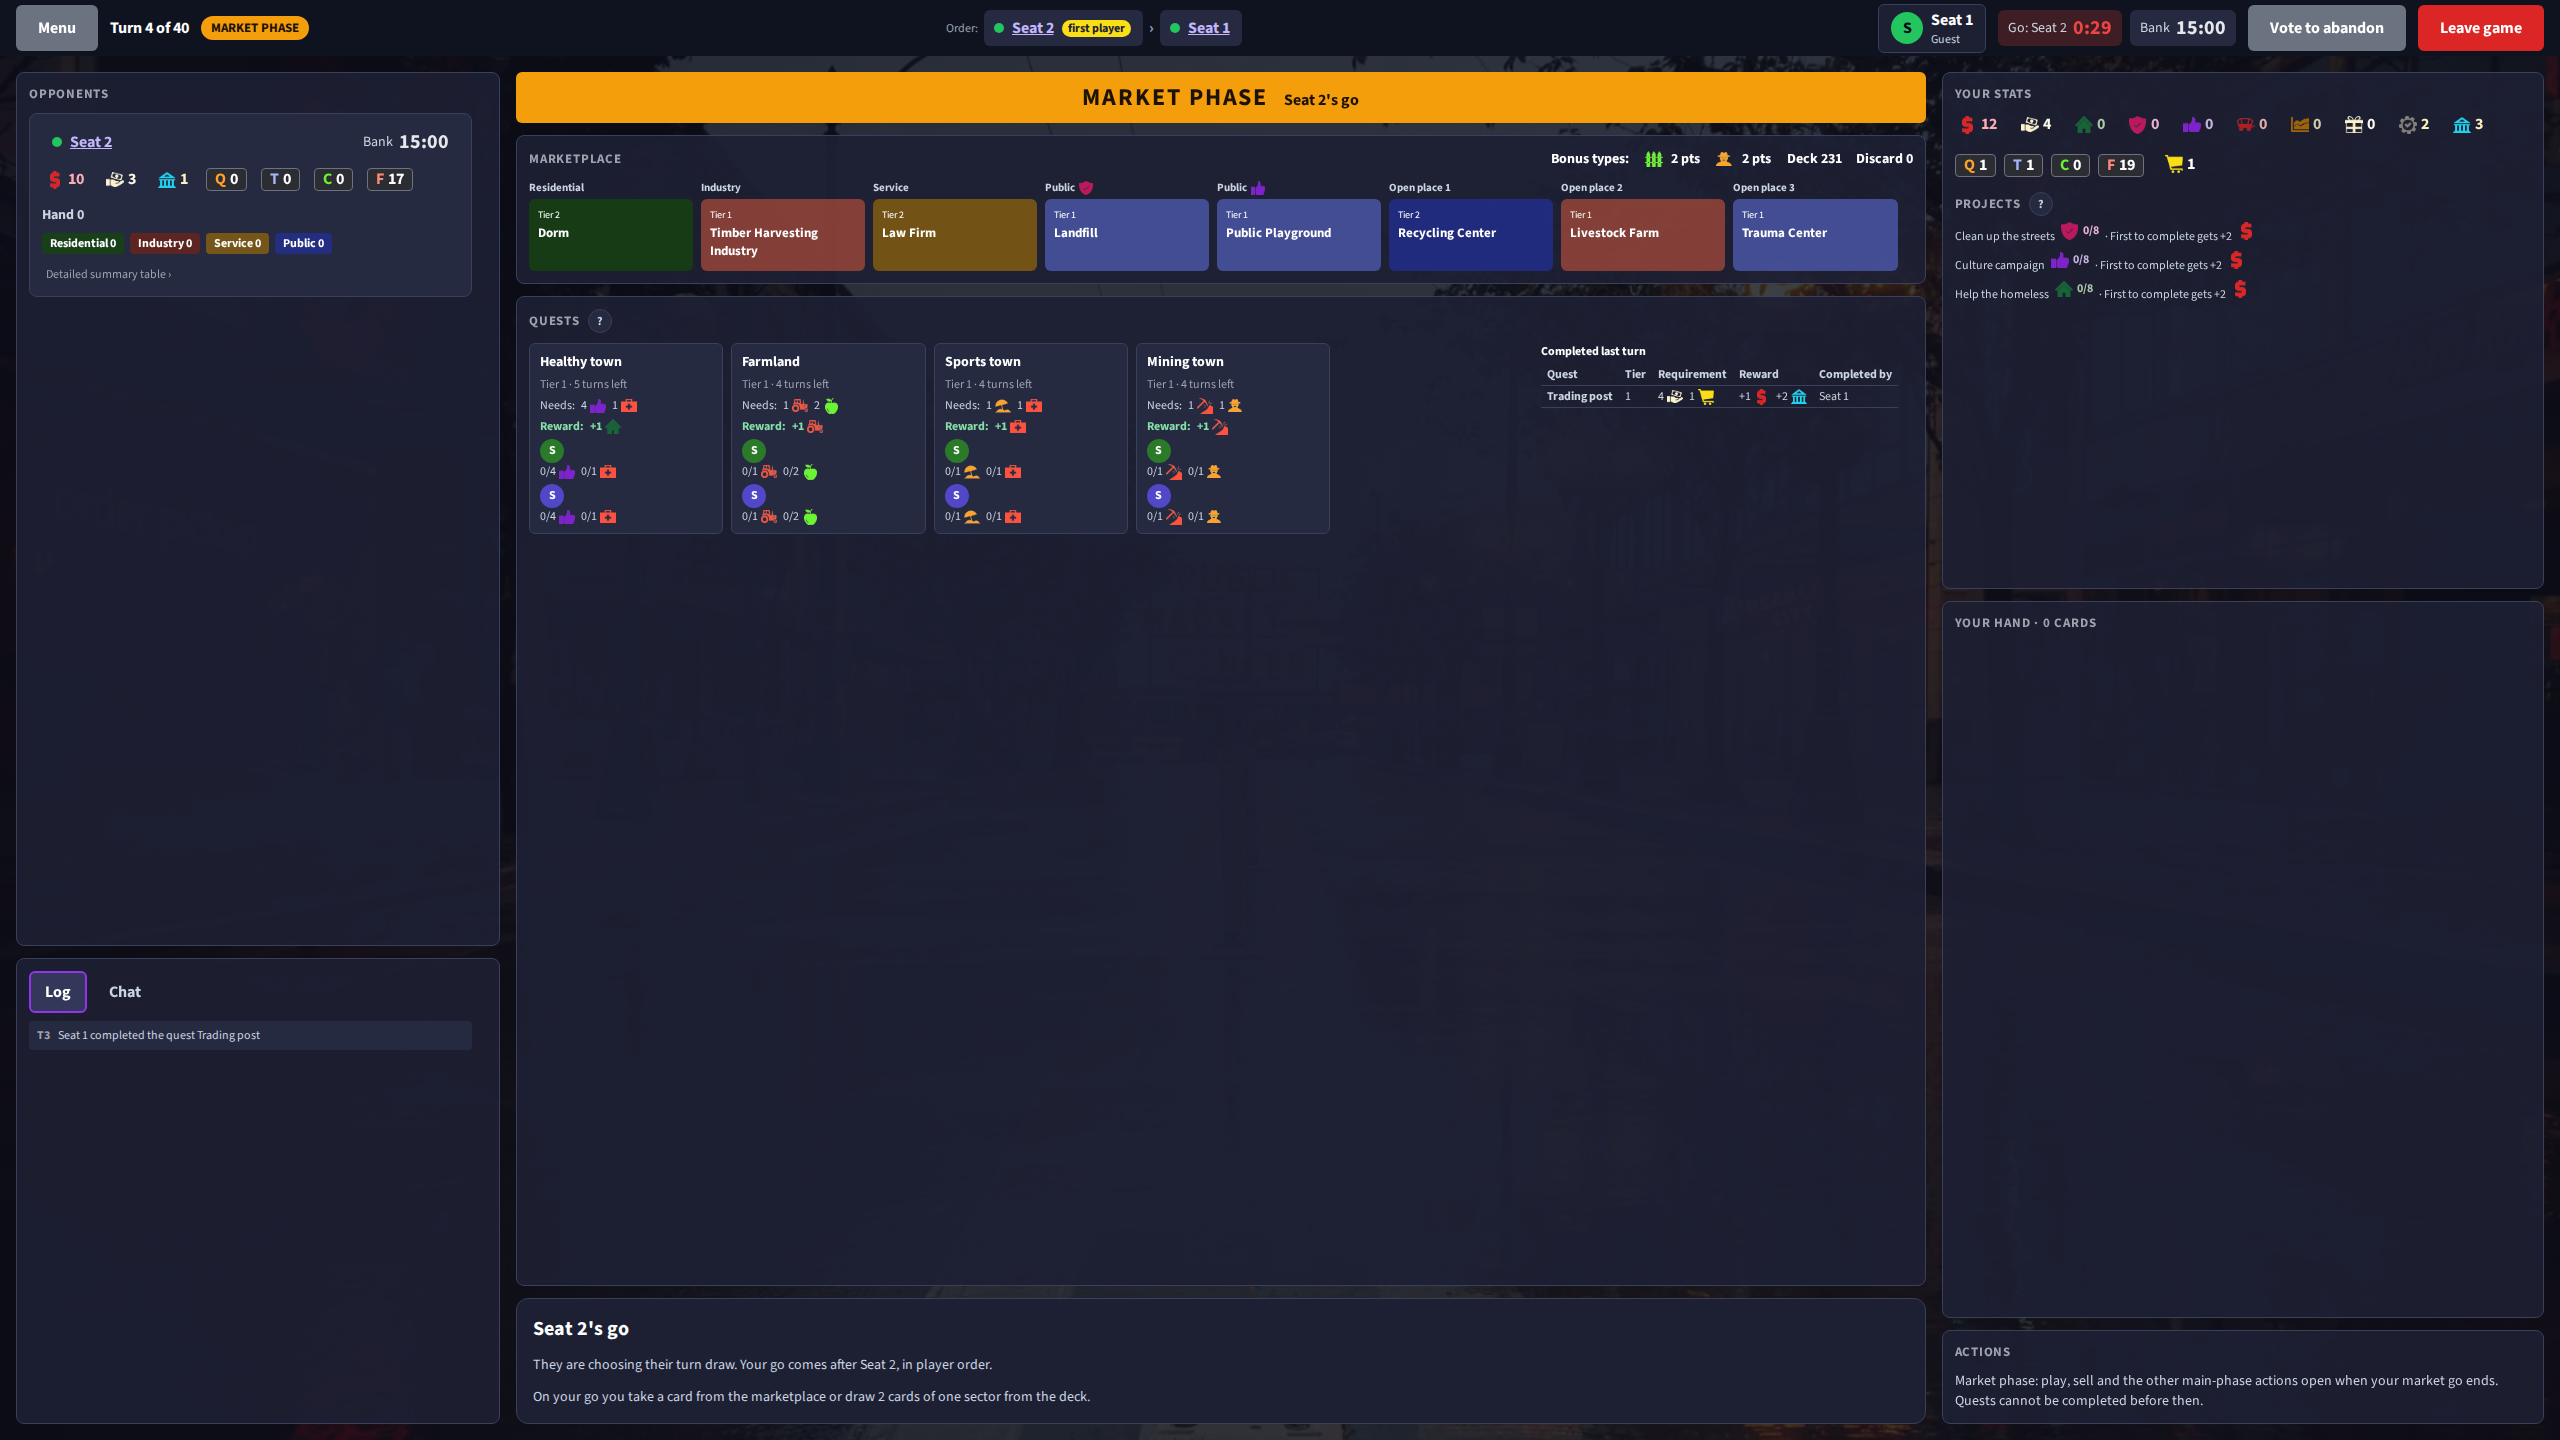 Menu
Turn 4 of 40
MARKET PHASE
Order:
Seat 2
first player
›
Seat 1
S
Seat 1
Guest
Go: Seat 2 0:29
Bank 15:00
Vote to abandon
Leave game
OPPONENTS
Seat 2
Bank 15:00
10 3 1 Q 0 T 0 C 0 F 17
Hand 0
Residential 0 Industry 0 Service 0 Public 0
Detailed summary table ›
Log
Chat
T3 Seat 1 completed the quest Trading post
MARKET PHASE Seat 2's go
MARKETPLACE
Bonus types: 2 pts 2 pts Deck 231 Discard 0
Residential
Tier 2
Dorm
Industry
Tier 1
Timber Harvesting
Industry
Service
Tier 2
Law Firm
Public
Tier 1
Landfill
Public
Tier 1
Public Playground
Open place 1
Tier 2
Recycling Center
Open place 2
Tier 1
Livestock Farm
Open place 3
Tier 1
Trauma Center
QUESTS ?
Healthy town
Tier 1 · 5 turns left
Needs: 4 1
Reward: +1
S
0/4 0/1
S
0/4 0/1
Farmland
Tier 1 · 4 turns left
Needs: 1 2
Reward: +1
S
0/1 0/2
S
0/1 0/2
Sports town
Tier 1 · 4 turns left
Needs: 1 1
Reward: +1
S
0/1 0/1
S
0/1 0/1
Mining town
Tier 1 · 4 turns left
Needs: 1 1
Reward: +1
S
0/1 0/1
S
0/1 0/1
Completed last turn
Quest Tier Requirement Reward Completed by
Trading post 1 4 1 +1 +2 Seat 1
Seat 2's go
They are choosing their turn draw. Your go comes after Seat 2, in player order.
On your go you take a card from the marketplace or draw 2 cards of one sector from the deck.
YOUR STATS
12 4 0 0 0 0 0 0 2 3
Q 1 T 1 C 0 F 19 1
PROJECTS ?
Clean up the streets 0/8 · First to complete gets +2
Culture campaign 0/8 · First to complete gets +2
Help the homeless 0/8 · First to complete gets +2
YOUR HAND · 0 CARDS
ACTIONS
Market phase: play, sell and the other main-phase actions open when your market go ends.
Quests cannot be completed before then.